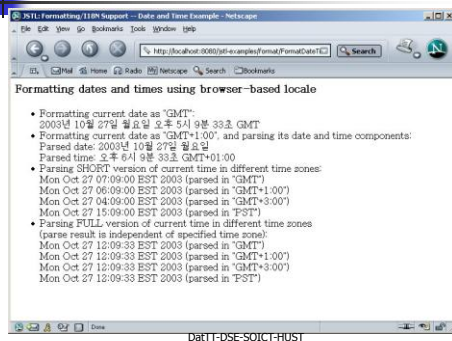 JSTL: Formatting/I18N Support -- Date and Time Example - Netscape
File Edit View Go Bookmarks Tools Window Help
http://localhost:8080/jstl-examples/format/FormatDateTi Search
Mail Home Radio Netscape Search Bookmarks
Formatting dates and times using browser-based locale
Formatting current date as "GMT":
2003년 10월 27일 월요일 오후 5시 9분 33초 GMT
Formatting current date as "GMT+1:00", and parsing its date and time components:
Parsed date: 2003년 10월 27일 월요일
Parsed time: 오후 6시 9분 33초 GMT+01:00
Parsing SHORT version of current time in different time zones:
Mon Oct 27 07:09:00 EST 2003 (parsed in "GMT")
Mon Oct 27 06:09:00 EST 2003 (parsed in "GMT+1:00")
Mon Oct 27 04:09:00 EST 2003 (parsed in "GMT+3:00")
Mon Oct 27 15:09:00 EST 2003 (parsed in "PST")
Parsing FULL version of current time in different time zones
(parse result is independent of specified time zone):
Mon Oct 27 12:09:33 EST 2003 (parsed in "GMT")
Mon Oct 27 12:09:33 EST 2003 (parsed in "GMT+1:00")
Mon Oct 27 12:09:33 EST 2003 (parsed in "GMT+3:00")
Mon Oct 27 12:09:33 EST 2003 (parsed in "PST")
Done
DatTT-DSE-SOICT-HUST